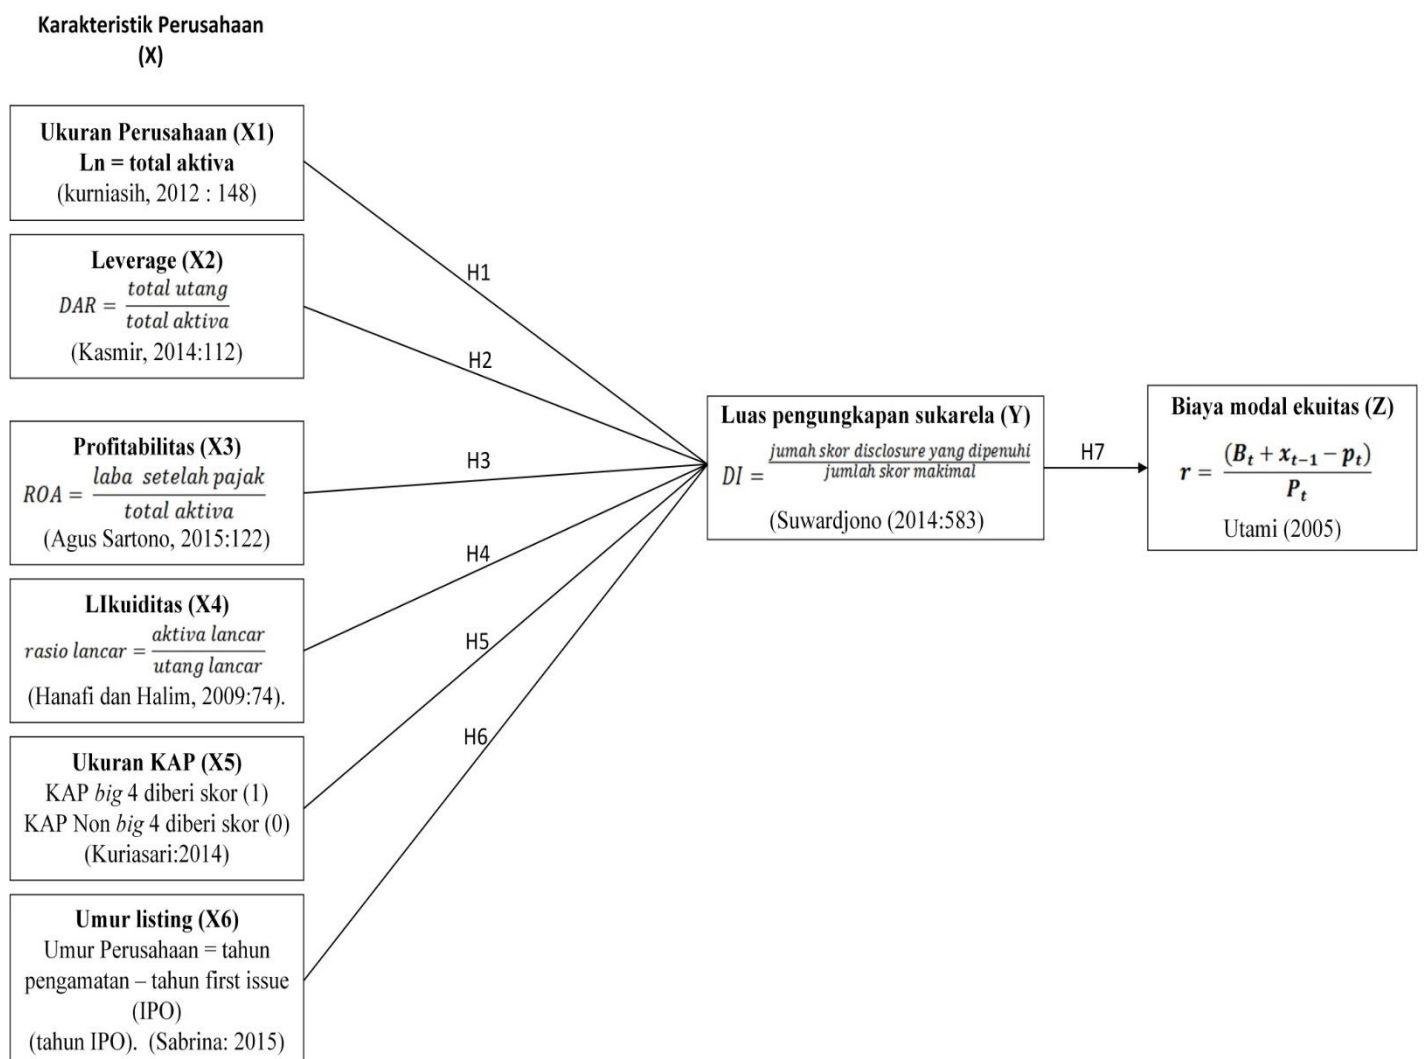 Karakteristik Perusahaan
(X)
Ukuran Perusahaan (X1)
Ln = total aktiva
(kurniasih, 2012 : 148)
Leverage (X2)
DAR = total utang / total aktiva
(Kasmir, 2014:112)
Profitabilitas (X3)
ROA = laba setelah pajak / total aktiva
(Agus Sartono, 2015:122)
LIkuiditas (X4)
rasio lancar = aktiva lancar / utang lancar
(Hanafi dan Halim, 2009:74).
Ukuran KAP (X5)
KAP big 4 diberi skor (1)
KAP Non big 4 diberi skor (0)
(Kuriasari:2014)
Umur listing (X6)
Umur Perusahaan = tahun
pengamatan – tahun first issue
(IPO)
(tahun IPO). (Sabrina: 2015)
H1
H2
H3
H4
H5
H6
Luas pengungkapan sukarela (Y)
DI = jumah skor disclosure yang dipenuhi / jumlah skor makimal
(Suwardjono (2014:583)
H7
Biaya modal ekuitas (Z)
r = (B_t + x_{t-1} − p_t) / P_t
Utami (2005)